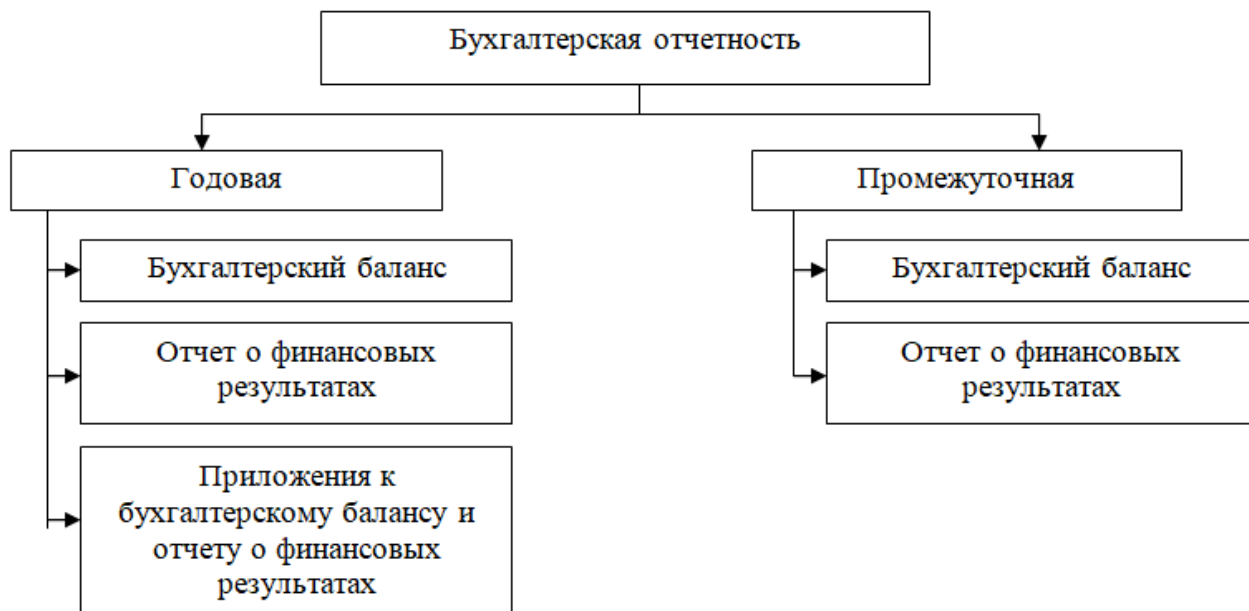 Бухгалтерская отчетность
Годовая
Промежуточная
Бухгалтерский баланс
Отчет о финансовых
результатах
Приложения к
бухгалтерскому балансу и
отчету о финансовых
результатах
Бухгалтерский баланс
Отчет о финансовых
результатах